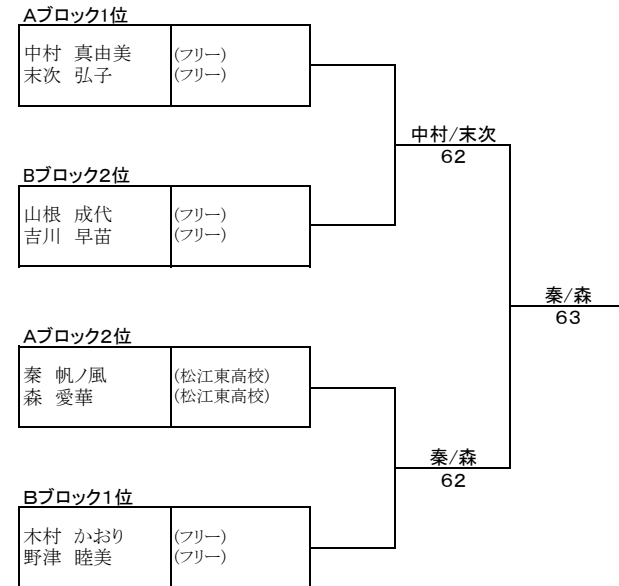 Aブロック1位
中村 真由美 (フリー)
末次 弘子 (フリー)
中村/末次
62
Bブロック2位
山根 成代 (フリー)
吉川 早苗 (フリー)
秦/森
63
Aブロック2位
秦 帆ノ風 (松江東高校)
森 愛華 (松江東高校)
秦/森
62
Bブロック1位
木村 かおり (フリー)
野津 睦美 (フリー)